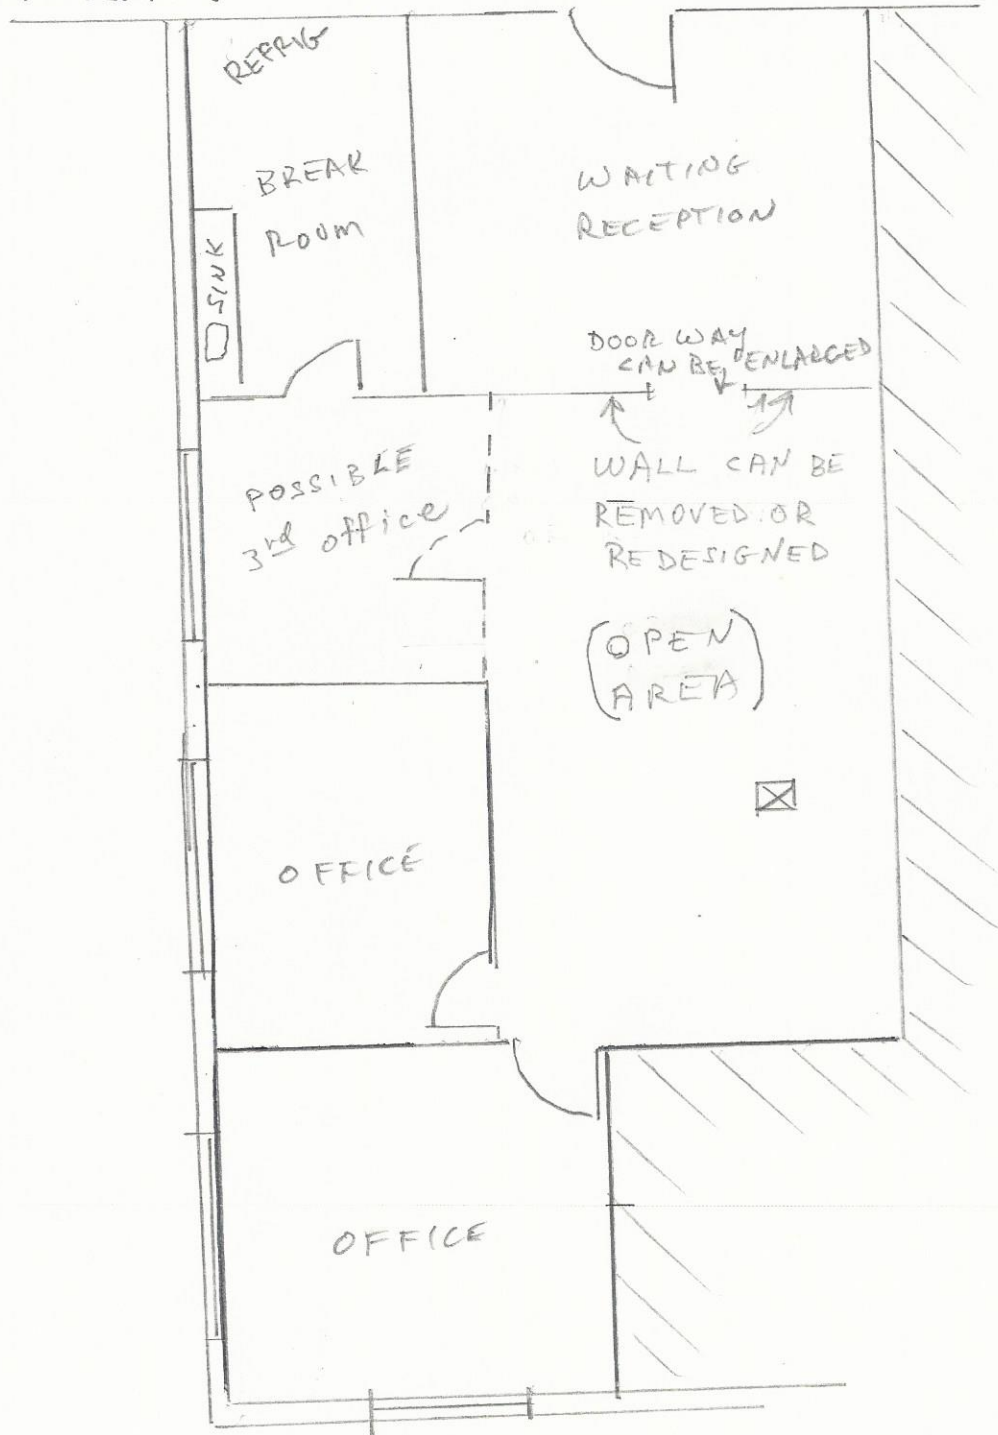 REFRIG
BREAK
ROOM
SINK
WAITING
RECEPTION
DOOR WAY
CAN BE ENLARGED
WALL CAN BE
REMOVED OR
REDESIGNED
POSSIBLE
3rd office
(OPEN
AREA)
OFFICE
OFFICE